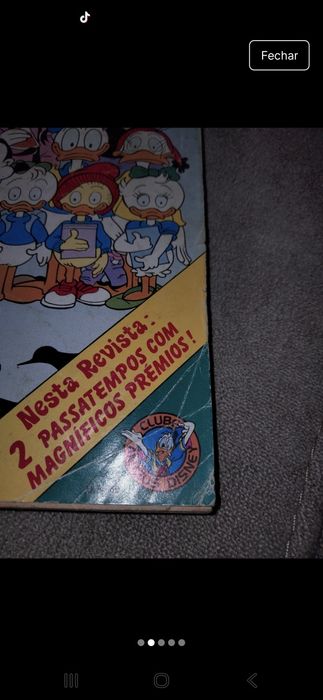 Fechar
Nesta Revista:
2 PASSATEMPOS COM
MAGNÍFICOS PRÉMIOS!
CLUBE
DISNEY